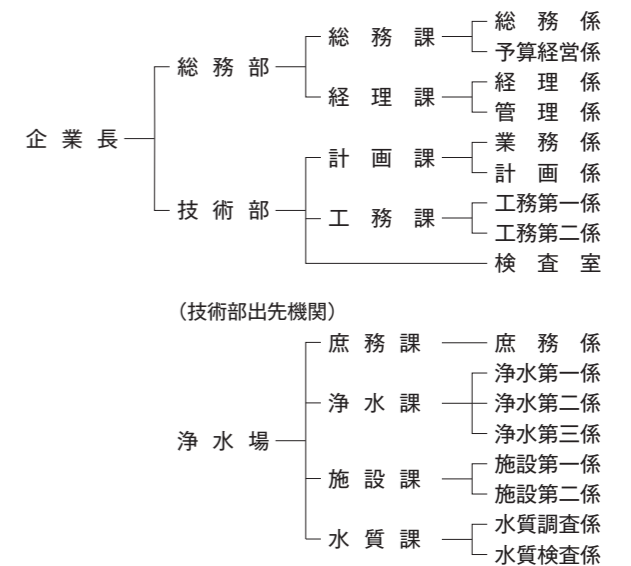 総務係
総務課
予算経営係
総務部
経理係
経理課
管理係
企業長
業務係
計画課
計画係
技術部
工務第一係
工務課
工務第二係
検査室
(技術部出先機関)
庶務課 庶務係
浄水第一係
浄水課 浄水第二係
浄水第三係
浄水場
施設第一係
施設課
施設第二係
水質調査係
水質課
水質検査係